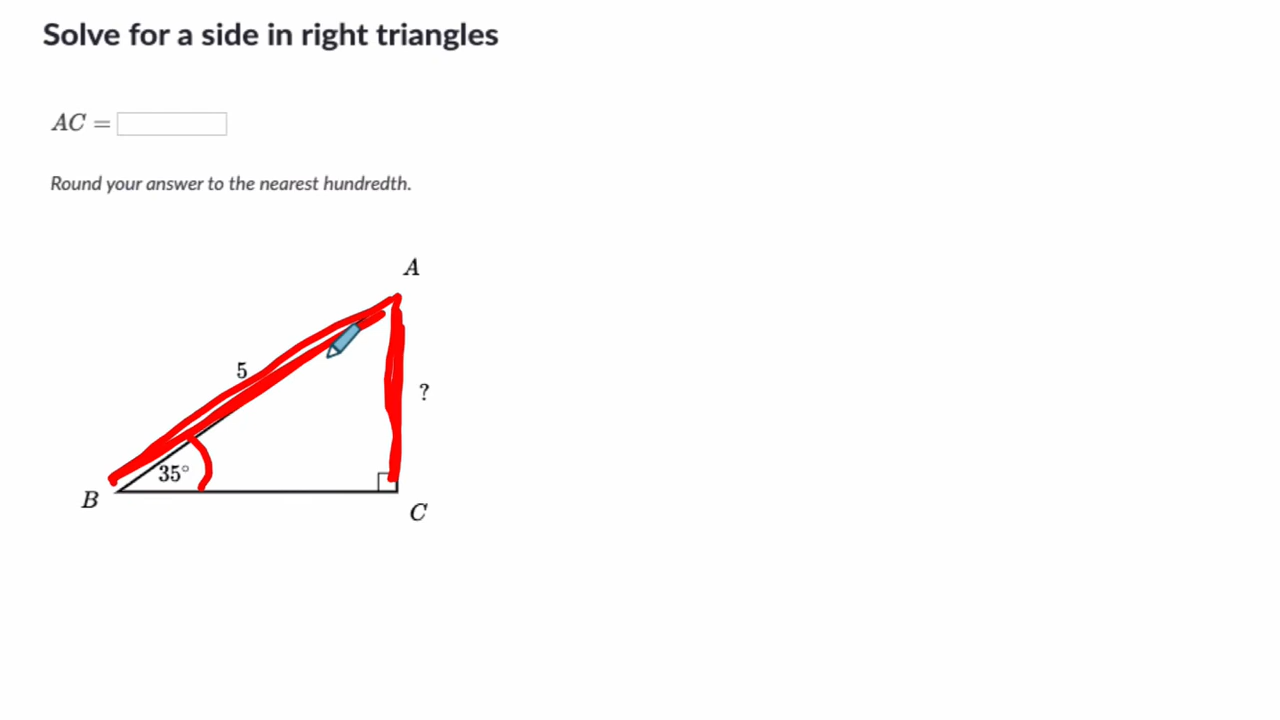 Solve for a side in right triangles
AC =
Round your answer to the nearest hundredth.
A
5
?
35°
B
C